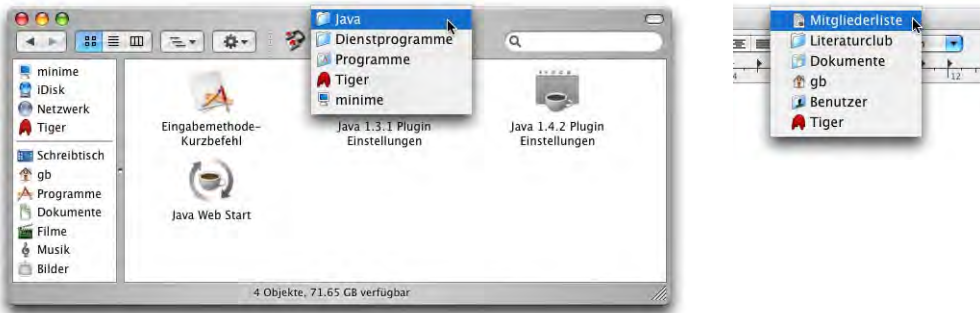 Java
Dienstprogramme
Programme
Tiger
minime
minime
iDisk
Netzwerk
Tiger
Schreibtisch
gb
Programme
Dokumente
Filme
Musik
Bilder
Eingabemethode-
Kurzbefehl
Java 1.3.1 Plugin
Einstellungen
Java 1.4.2 Plugin
Einstellungen
Java Web Start
4 Objekte, 71.65 GB verfügbar
Mitgliederliste
Literaturclub
Dokumente
gb
Benutzer
Tiger
12